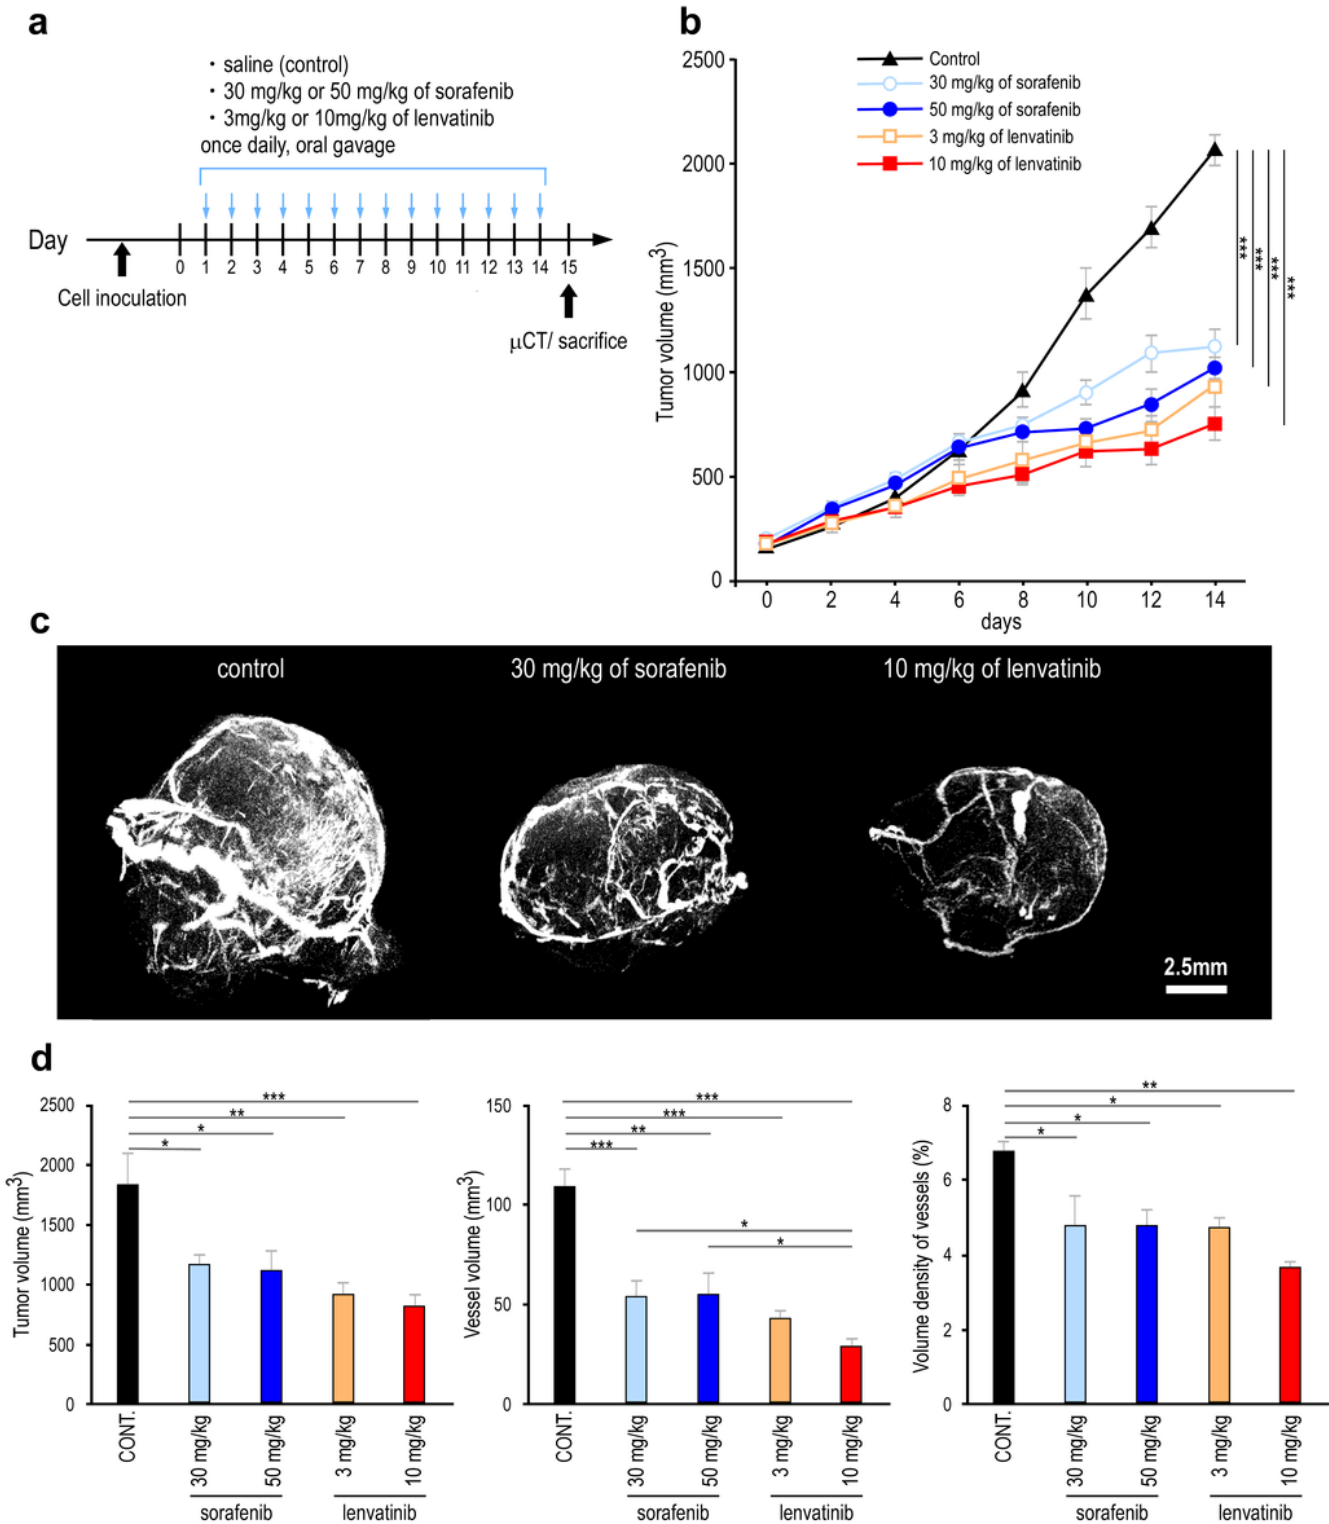 a
・ saline (control)
・ 30 mg/kg or 50 mg/kg of sorafenib
・ 3mg/kg or 10mg/kg of lenvatinib
once daily, oral gavage
Day
0 1 2 3 4 5 6 7 8 9 10 11 12 13 14 15
Cell inoculation
μCT/ sacrifice
b
Control
30 mg/kg of sorafenib
50 mg/kg of sorafenib
3 mg/kg of lenvatinib
10 mg/kg of lenvatinib
Tumor volume (mm3)
2500
2000
1500
1000
500
0
0 2 4 6 8 10 12 14
days
***
***
***
***
c
control
30 mg/kg of sorafenib
10 mg/kg of lenvatinib
2.5mm
d
Tumor volume (mm3)
2500
2000
1500
1000
500
0
***
**
*
*
CONT.
30 mg/kg
50 mg/kg
3 mg/kg
10 mg/kg
sorafenib
lenvatinib
Vessel volume (mm3)
150
100
50
0
***
***
**
***
*
*
CONT.
30 mg/kg
50 mg/kg
3 mg/kg
10 mg/kg
sorafenib
lenvatinib
Volume density of vessels (%)
8
6
4
2
0
**
*
*
*
CONT.
30 mg/kg
50 mg/kg
3 mg/kg
10 mg/kg
sorafenib
lenvatinib